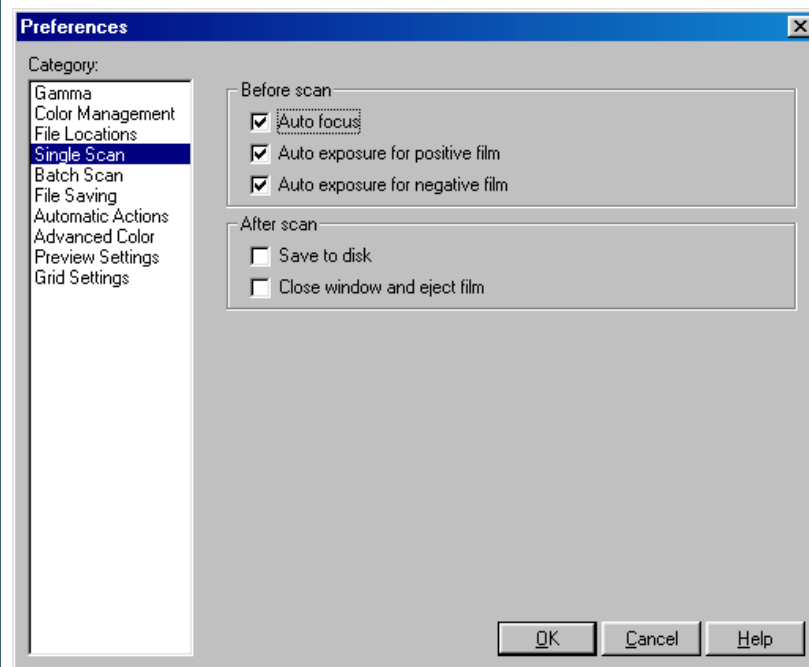 Preferences
Category:
Gamma
Color Management
File Locations
Single Scan
Batch Scan
File Saving
Automatic Actions
Advanced Color
Preview Settings
Grid Settings
Before scan
Auto focus
Auto exposure for positive film
Auto exposure for negative film
After scan
Save to disk
Close window and eject film
OK Cancel Help